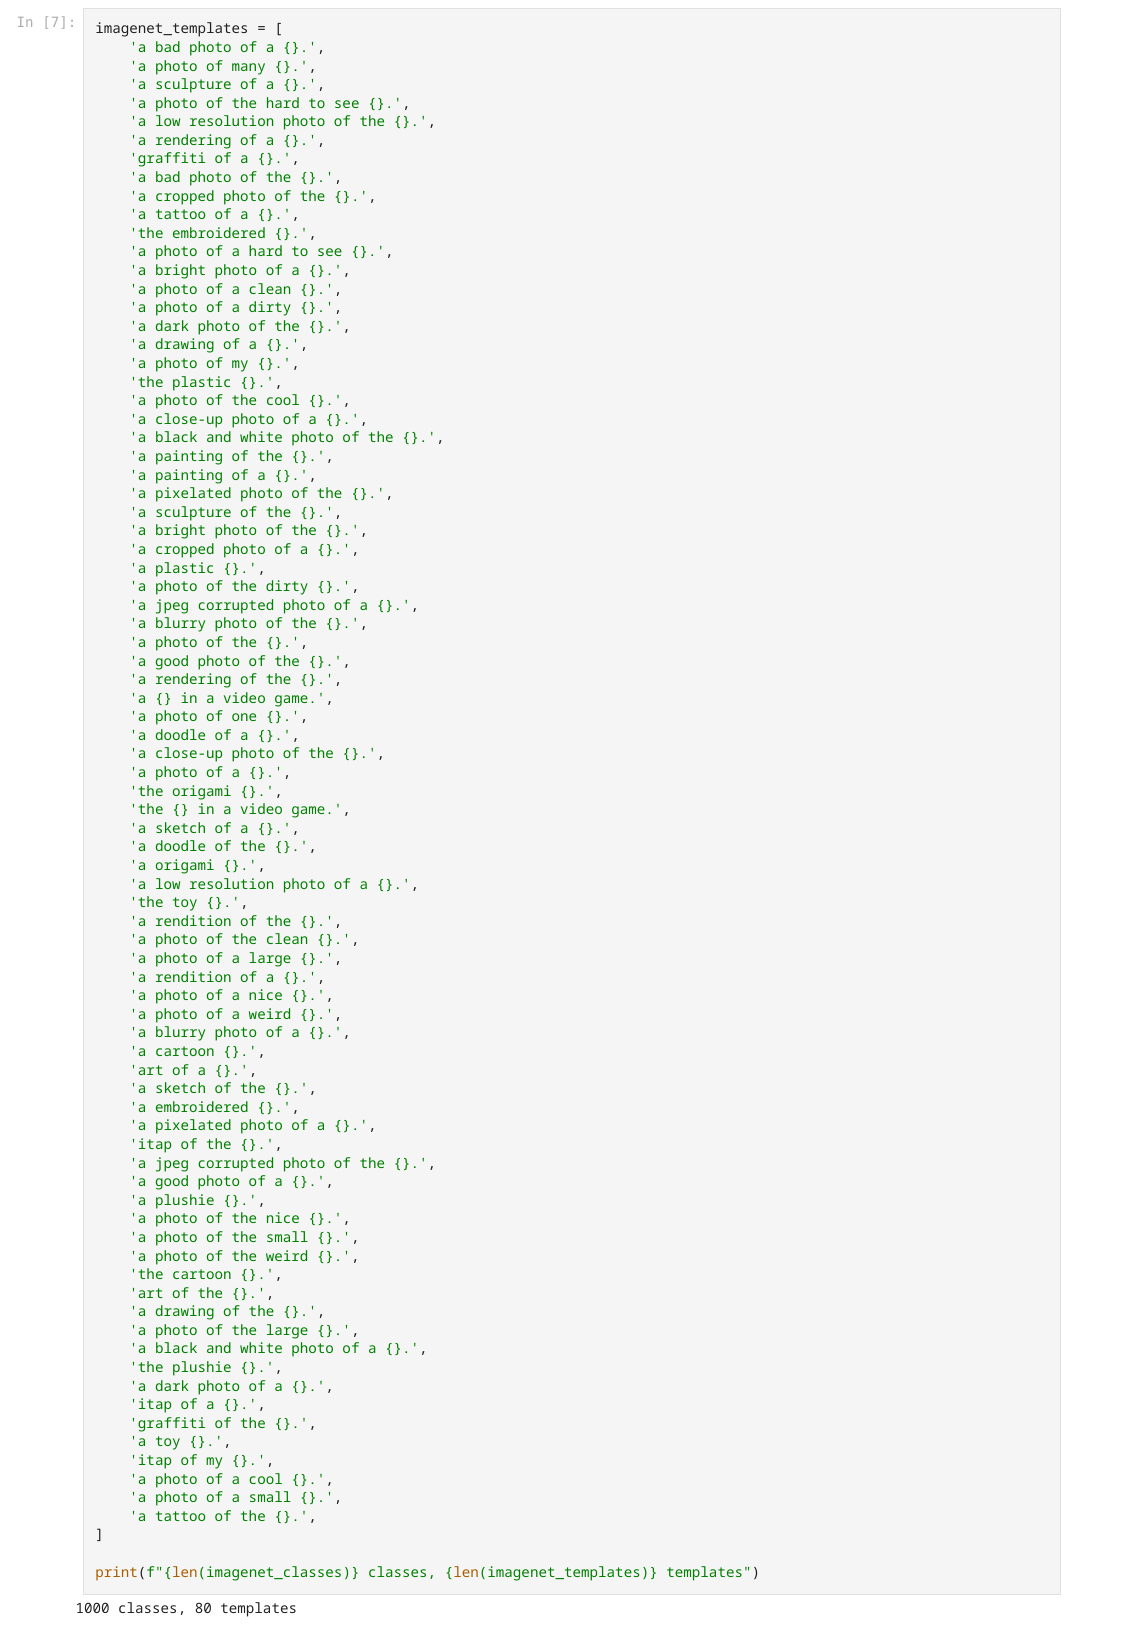 In [7]:
imagenet_templates = [
    'a bad photo of a {}.',
    'a photo of many {}.',
    'a sculpture of a {}.',
    'a photo of the hard to see {}.',
    'a low resolution photo of the {}.',
    'a rendering of a {}.',
    'graffiti of a {}.',
    'a bad photo of the {}.',
    'a cropped photo of the {}.',
    'a tattoo of a {}.',
    'the embroidered {}.',
    'a photo of a hard to see {}.',
    'a bright photo of a {}.',
    'a photo of a clean {}.',
    'a photo of a dirty {}.',
    'a dark photo of the {}.',
    'a drawing of a {}.',
    'a photo of my {}.',
    'the plastic {}.',
    'a photo of the cool {}.',
    'a close-up photo of a {}.',
    'a black and white photo of the {}.',
    'a painting of the {}.',
    'a painting of a {}.',
    'a pixelated photo of the {}.',
    'a sculpture of the {}.',
    'a bright photo of the {}.',
    'a cropped photo of a {}.',
    'a plastic {}.',
    'a photo of the dirty {}.',
    'a jpeg corrupted photo of a {}.',
    'a blurry photo of the {}.',
    'a photo of the {}.',
    'a good photo of the {}.',
    'a rendering of the {}.',
    'a {} in a video game.',
    'a photo of one {}.',
    'a doodle of a {}.',
    'a close-up photo of the {}.',
    'a photo of a {}.',
    'the origami {}.',
    'the {} in a video game.',
    'a sketch of a {}.',
    'a doodle of the {}.',
    'a origami {}.',
    'a low resolution photo of a {}.',
    'the toy {}.',
    'a rendition of the {}.',
    'a photo of the clean {}.',
    'a photo of a large {}.',
    'a rendition of a {}.',
    'a photo of a nice {}.',
    'a photo of a weird {}.',
    'a blurry photo of a {}.',
    'a cartoon {}.',
    'art of a {}.',
    'a sketch of the {}.',
    'a embroidered {}.',
    'a pixelated photo of a {}.',
    'itap of the {}.',
    'a jpeg corrupted photo of the {}.',
    'a good photo of a {}.',
    'a plushie {}.',
    'a photo of the nice {}.',
    'a photo of the small {}.',
    'a photo of the weird {}.',
    'the cartoon {}.',
    'art of the {}.',
    'a drawing of the {}.',
    'a photo of the large {}.',
    'a black and white photo of a {}.',
    'the plushie {}.',
    'a dark photo of a {}.',
    'itap of a {}.',
    'graffiti of the {}.',
    'a toy {}.',
    'itap of my {}.',
    'a photo of a cool {}.',
    'a photo of a small {}.',
    'a tattoo of the {}.',
]
print(f"{len(imagenet_classes)} classes, {len(imagenet_templates)} templates")
1000 classes, 80 templates